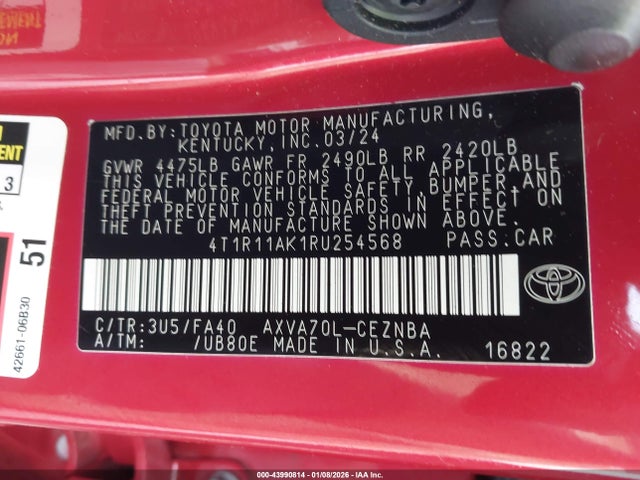 MFD.BY:TOYOTA MOTOR MANUFACTURING,
KENTUCKY,INC.03/24
GVWR 4475LB GAWR FR 2490LB RR 2420LB
THIS VEHICLE CONFORMS TO ALL APPLICABLE
FEDERAL MOTOR VEHICLE SAFETY,BUMPER,AND
THEFT PREVENTION STANDARDS IN EFFECT ON
THE DATE OF MANUFACTURE SHOWN ABOVE.
4T1R11AK1RU254568 PASS.CAR
C/TR:3U5/FA40 AXVA70L-CEZNBA
A/TM: /UB80E MADE IN U.S.A. 16822
TOYOTA
3
51
42661-06B30
000-43990814 - 01/08/2026 - IAA Inc.